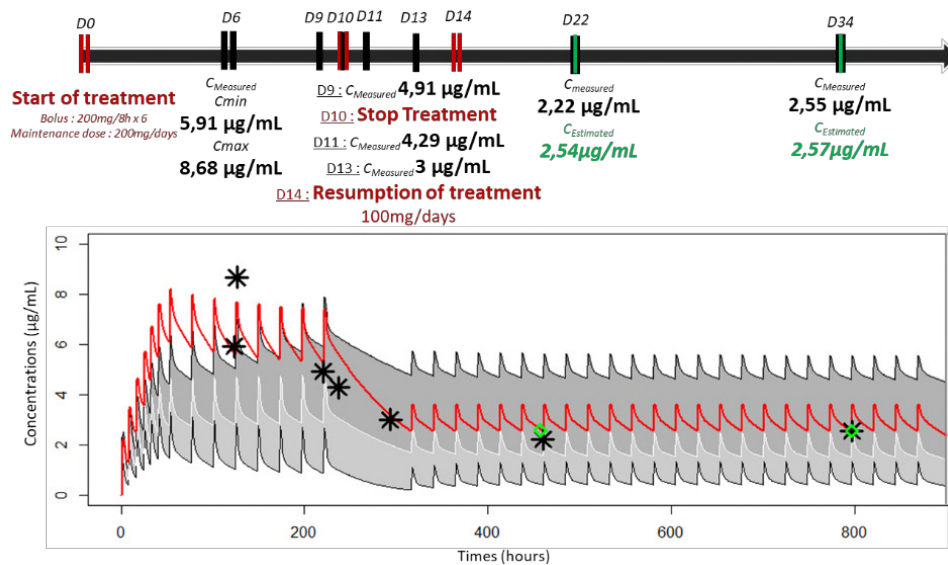 D0
D6
D9
D10
D11
D13
D14
D22
D34
Start of treatment
Bolus : 200mg/8h x 6
Maintenance dose : 200mg/days
CMeasured
Cmin
5,91 µg/mL
Cmax
8,68 µg/mL
D9 : CMeasured 4,91 µg/mL
D10 : Stop Treatment
D11 : CMeasured 4,29 µg/mL
D13 : CMeasured 3 µg/mL
D14 : Resumption of treatment
100mg/days
Cmeasured
2,22 µg/mL
CEstimated
2,54µg/mL
CMeasured
2,55 µg/mL
CEstimated
2,57µg/mL
Concentrations (µg/mL)
10
8
6
4
2
0
0
200
400
600
800
Times (hours)